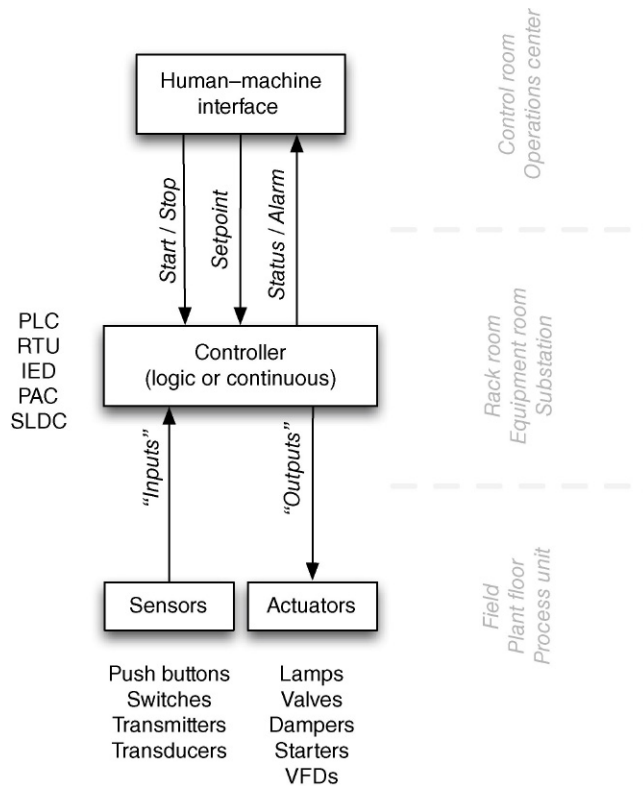 Human–machine
interface
Control room
Operations center
Start / Stop
Setpoint
Status / Alarm
PLC
RTU
IED
PAC
SLDC
Controller
(logic or continuous)
Rack room
Equipment room
Substation
“Inputs”
“Outputs”
Sensors
Actuators
Field
Plant floor
Process unit
Push buttons
Switches
Transmitters
Transducers
Lamps
Valves
Dampers
Starters
VFDs